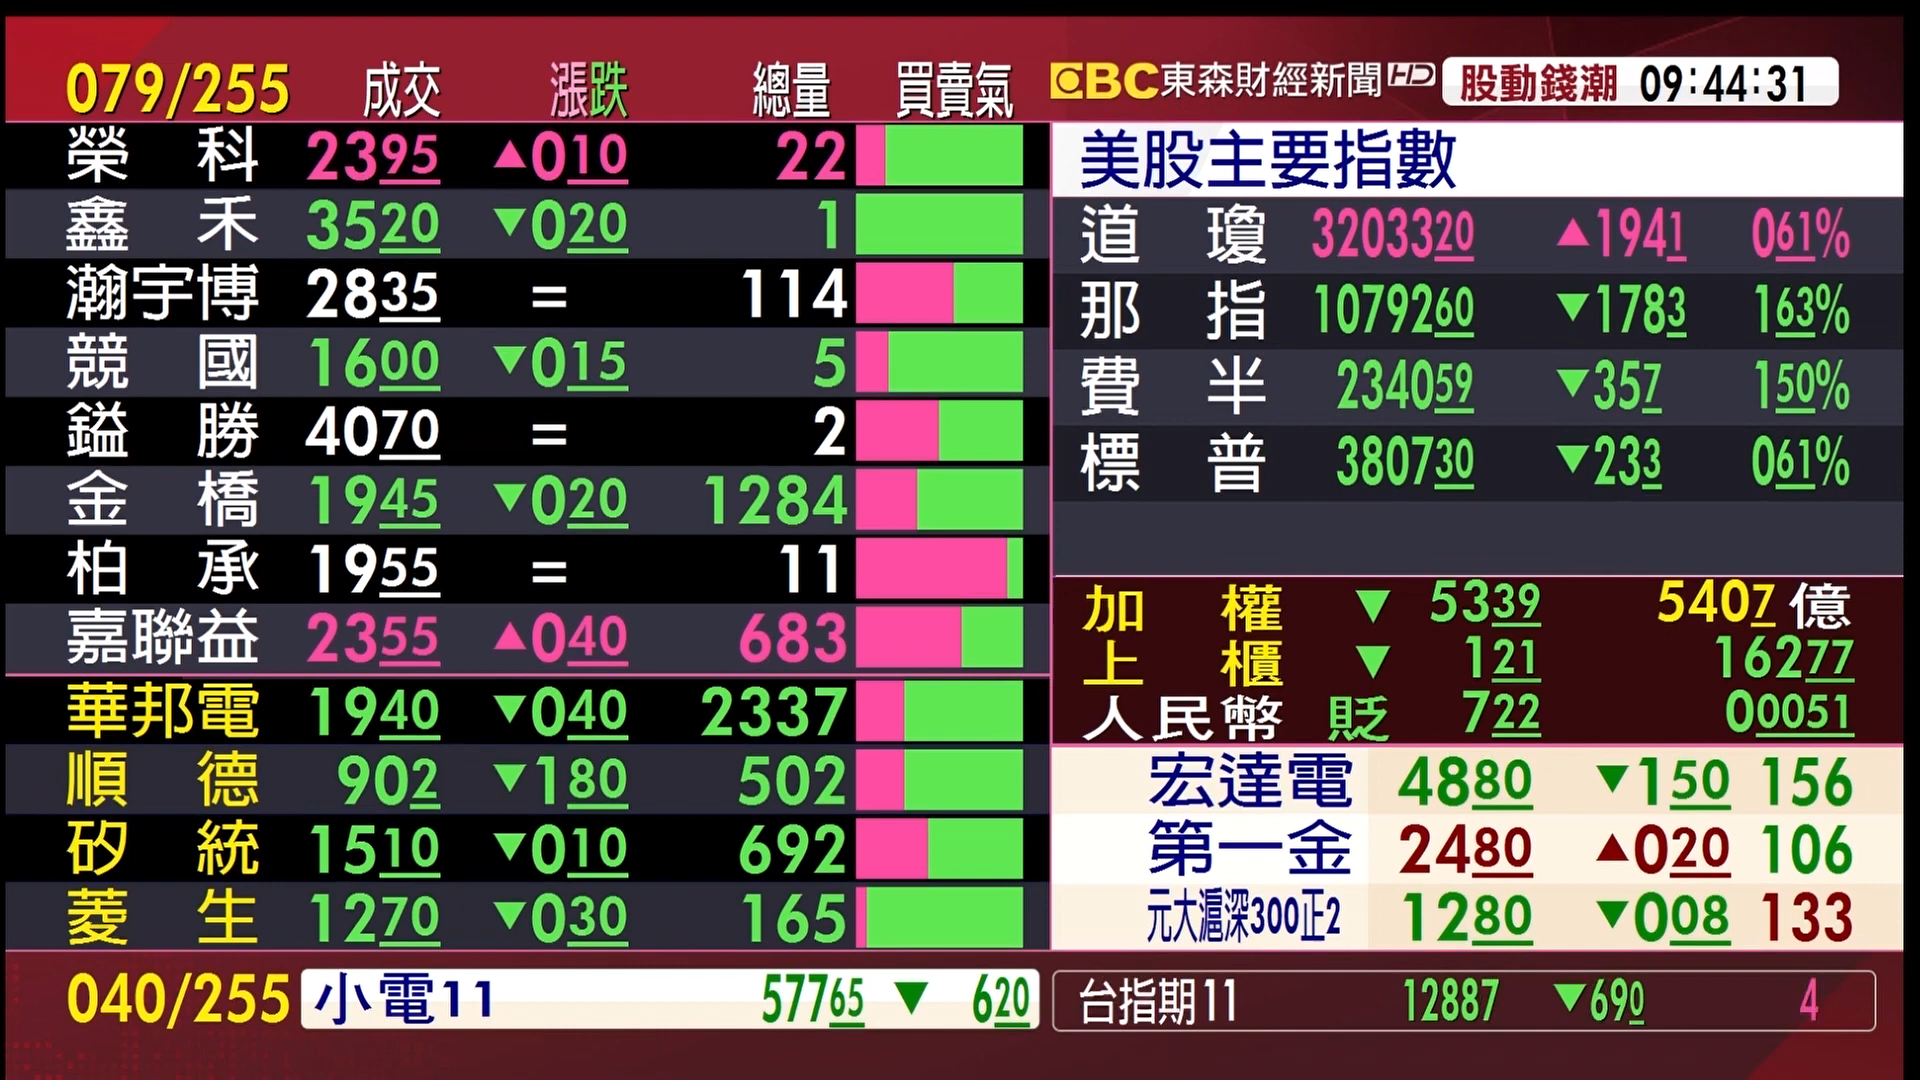 079/255 成交 漲跌 總量 買賣氣
榮科 2395 ▲010 22
鑫禾 3520 ▼020 1
瀚宇博 2835 = 114
競國 1600 ▼015 5
鎰勝 4070 = 2
金橋 1945 ▼020 1284
柏承 1955 = 11
嘉聯益 2355 ▲040 683
華邦電 1940 ▼040 2337
順德 902 ▼180 502
矽統 1510 ▼010 692
菱生 1270 ▼030 165
040/255 小電11 57765 ▼ 620
EBC東森財經新聞HD 股動錢潮 09:44:31
美股主要指數
道瓊 3203320 ▲1941 061%
那指 1079260 ▼1783 163%
費半 234059 ▼357 150%
標普 380730 ▼233 061%
加權 ▼ 5339 5407億
上櫃 ▼ 121 16277
人民幣 貶 722 00051
宏達電 4880 ▼150 156
第一金 2480 ▲020 106
元大滬深300正2 1280 ▼008 133
台指期11 12887 ▼690 4